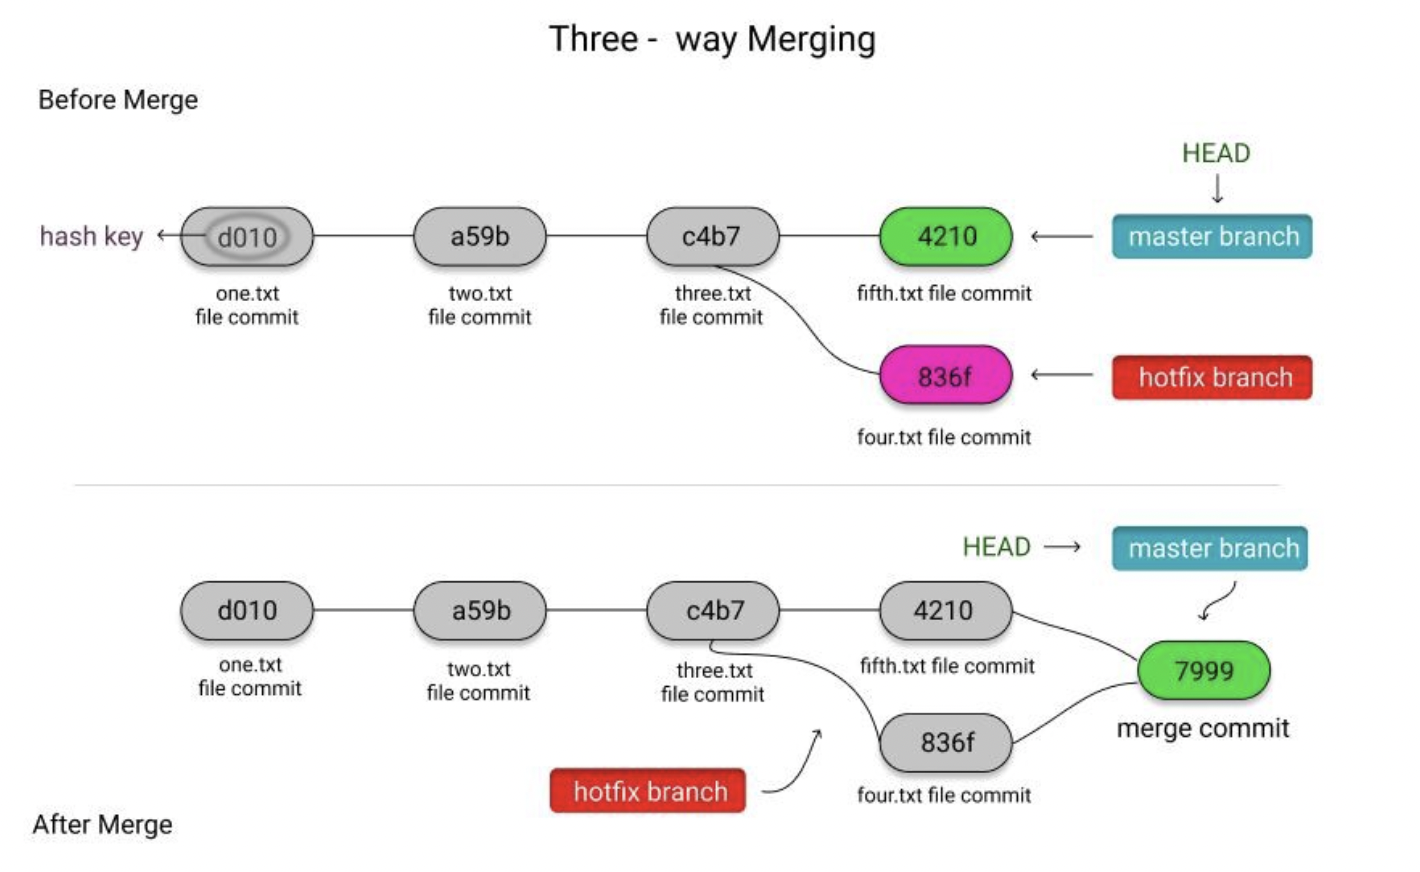 Three -  way Merging
Before Merge
HEAD
hash key
d010
a59b
c4b7
4210
master branch
one.txt
file commit
two.txt
file commit
three.txt
file commit
fifth.txt file commit
836f
hotfix branch
four.txt file commit
HEAD
master branch
d010
a59b
c4b7
4210
one.txt
file commit
two.txt
file commit
three.txt
file commit
fifth.txt file commit
7999
merge commit
836f
hotfix branch
four.txt file commit
After Merge